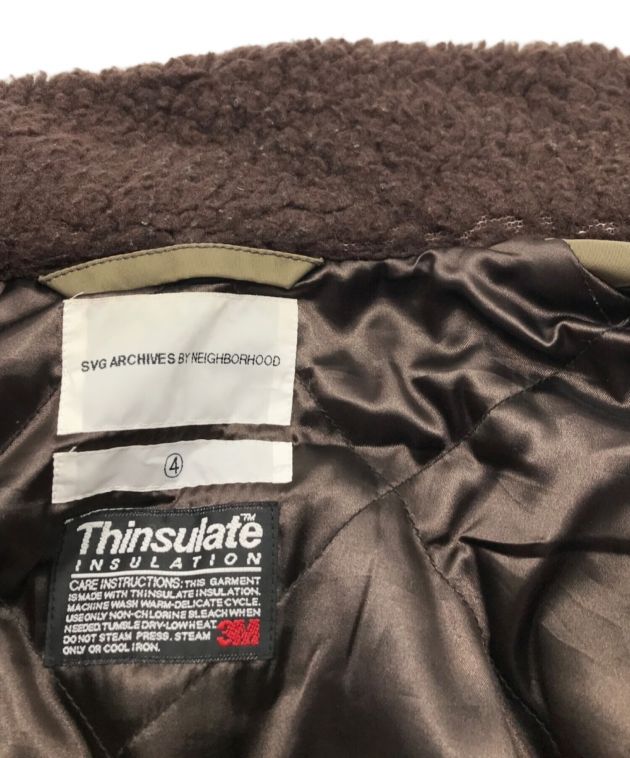 SVG ARCHIVES BY NEIGHBORHOOD
④
Thinsulate™
INSULATION
CARE INSTRUCTIONS: THIS GARMENT
IS MADE WITH THINSULATE INSULATION.
MACHINE WASH WARM-DELICATE CYCLE.
USE ONLY NON-CHLORINE BLEACH WHEN
NEEDED. TUMBLE DRY-LOW HEAT.
DO NOT STEAM PRESS. STEAM
ONLY OR COOL IRON.
3M